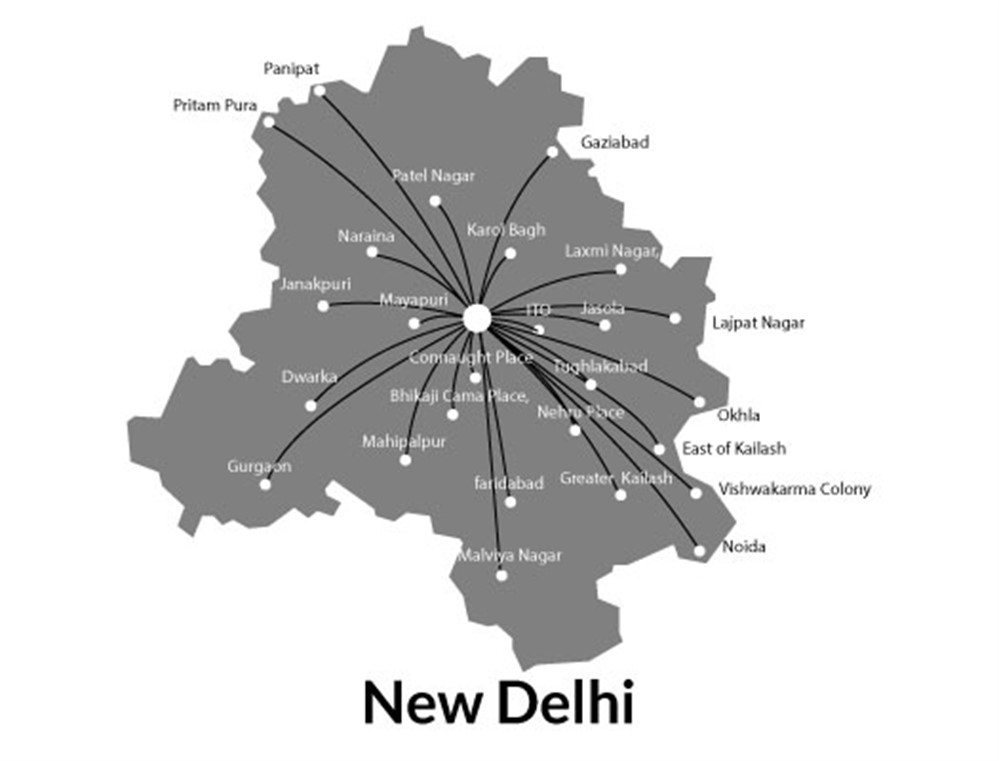 Panipat
Pritam Pura
Gaziabad
Patel Nagar
Karol Bagh
Naraina
Laxmi Nagar,
Janakpuri
Mayapuri
ITO
Jasola
Lajpat Nagar
Connaught Place
Tughlakabad
Dwarka
Bhikaji Cama Place,
Nehru Place
Okhla
Mahipalpur
East of Kailash
Gurgaon
faridabad
Greater Kailash
Vishwakarma Colony
Noida
Malviya Nagar
New Delhi